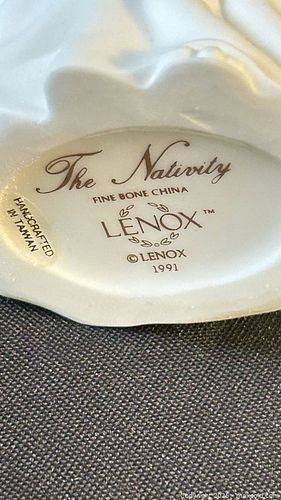 The Nativity
FINE BONE CHINA
LENOX™
© LENOX
1991
HANDCRAFTED
IN TAIWAN